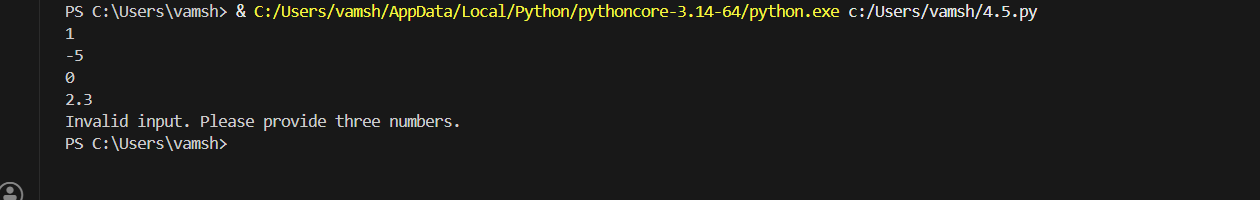 PS C:\Users\vamsh> & C:/Users/vamsh/AppData/Local/Python/pythoncore-3.14-64/python.exe c:/Users/vamsh/4.5.py
1
-5
0
2.3
Invalid input. Please provide three numbers.
PS C:\Users\vamsh>